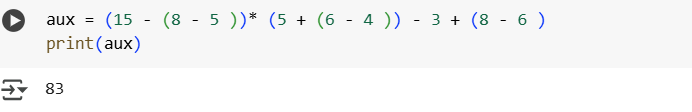 aux = (15 - (8 - 5 ))* (5 + (6 - 4 )) - 3 + (8 - 6 )
print(aux)
83